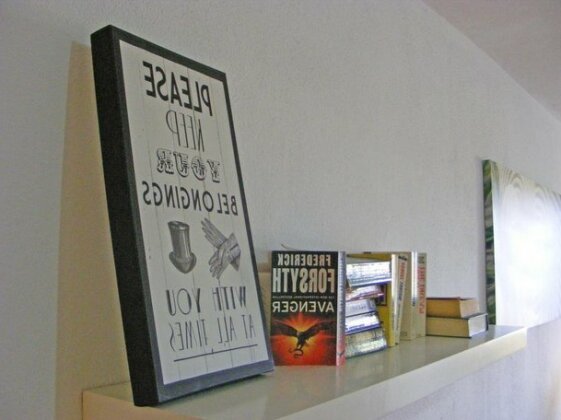 PLEASE
KEEP
YOUR
BELONGINGS
WITH YOU
AT ALL TIMES
FREDERICK
FORSYTH
AVENGER